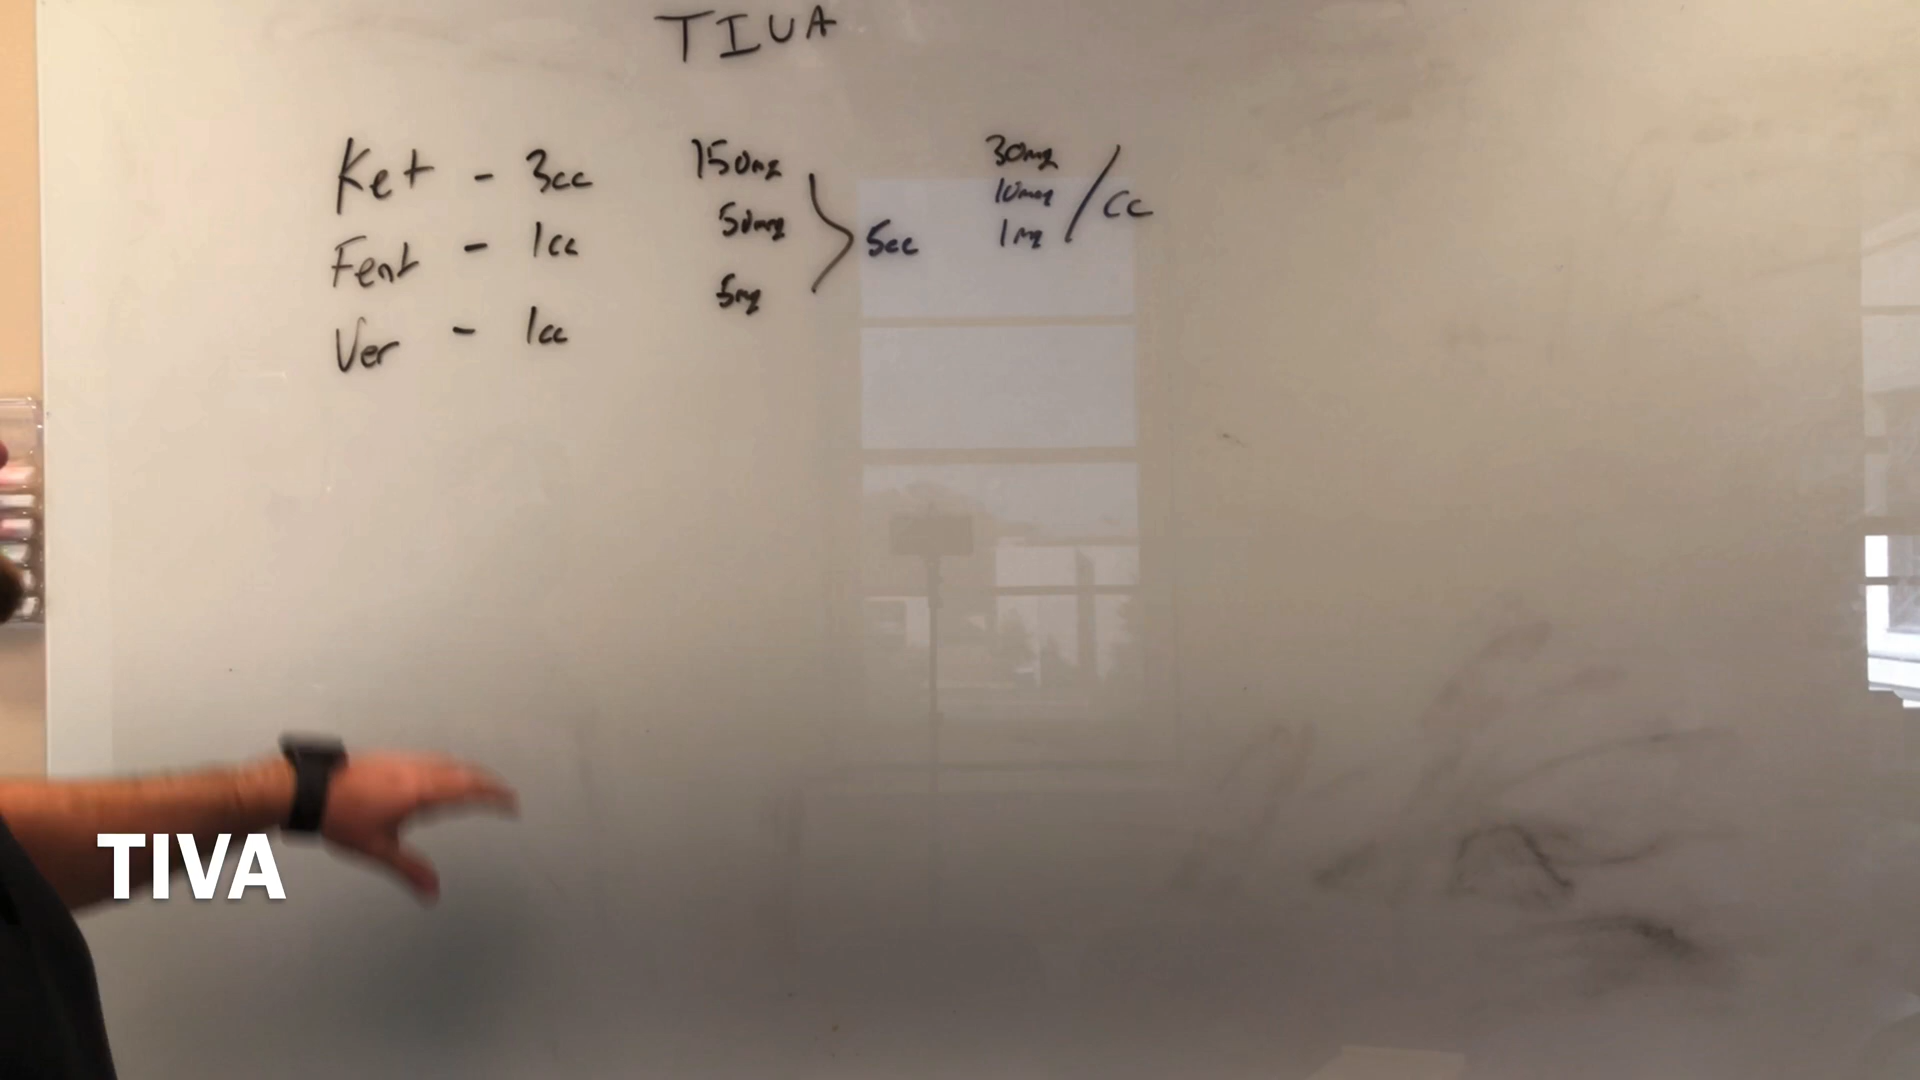 TIVA
Ket - 3cc 150mg 30mg
Fent - 1cc 50mcg 5cc 10mcg / cc
Ver - 1cc 5mg 1mg
TIVA